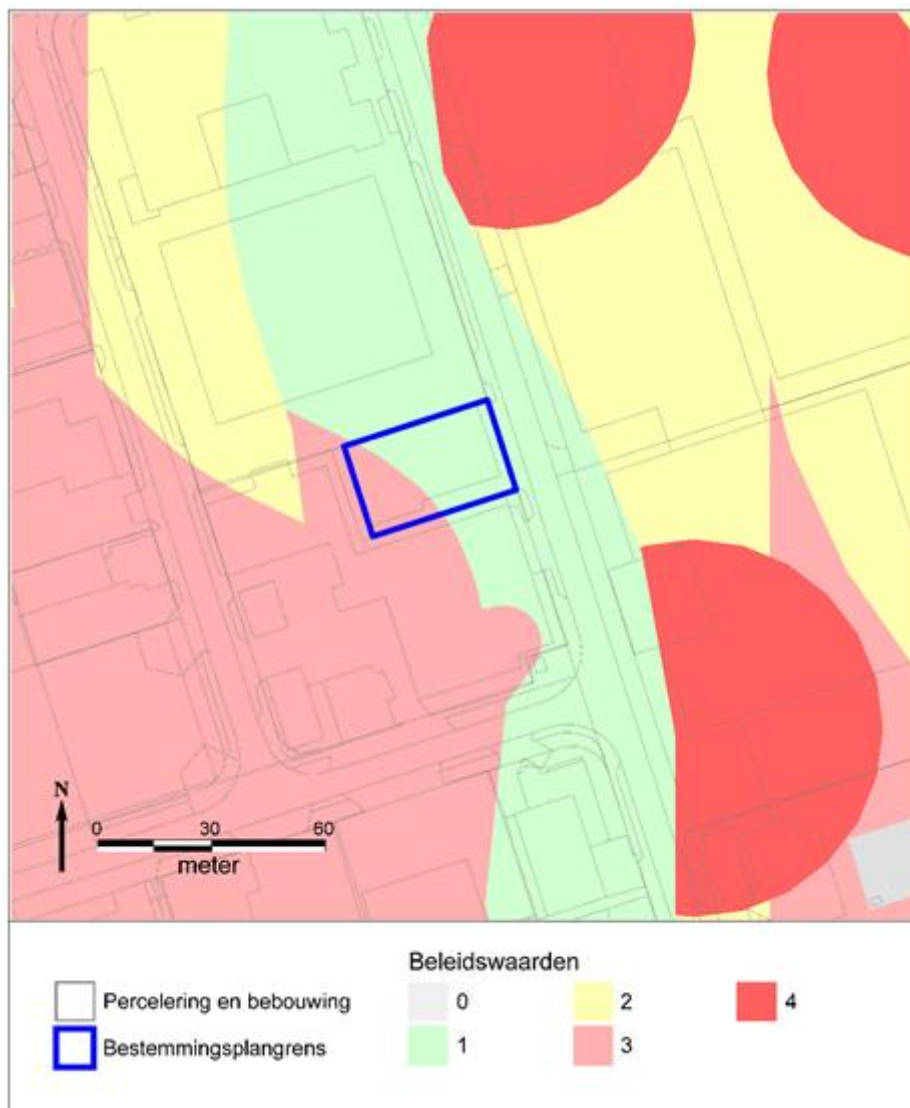 N
0 30 60
meter
Beleidswaarden
Percelering en bebouwing 0 2 4
Bestemmingsplangrens 1 3